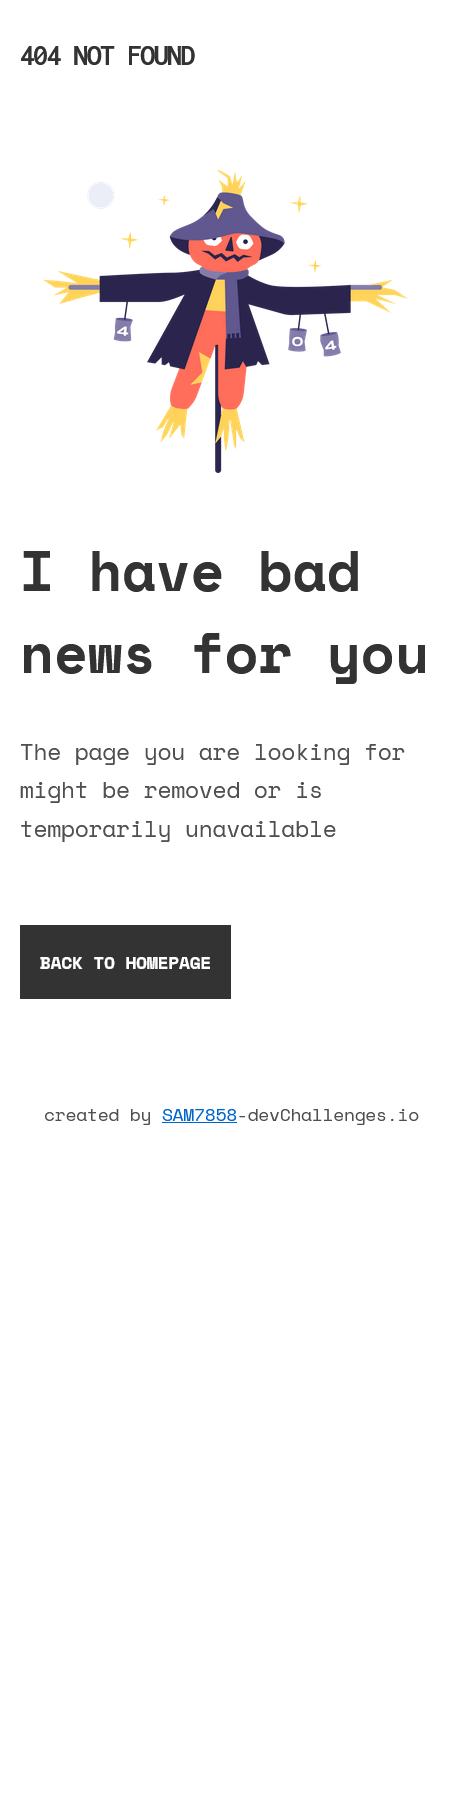 404 NOT FOUND
4
0
4
I have bad
news for you
The page you are looking for
might be removed or is
temporarily unavailable
BACK TO HOMEPAGE
created by SAM7858-devChallenges.io